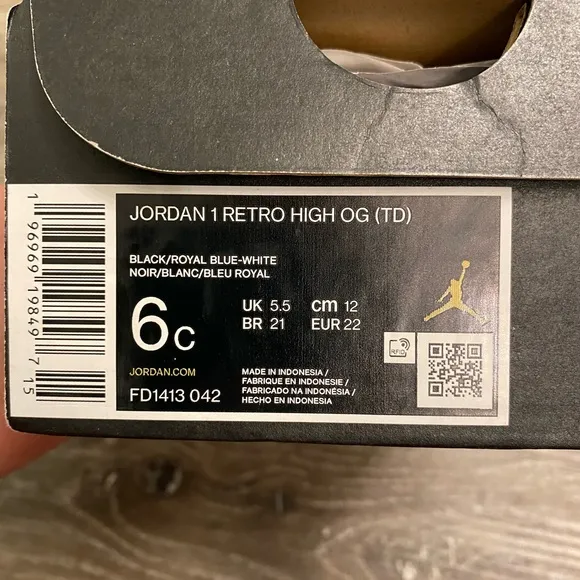 JORDAN 1 RETRO HIGH OG (TD)
BLACK/ROYAL BLUE-WHITE
NOIR/BLANC/BLEU ROYAL
6C
UK 5.5 cm 12
BR 21 EUR 22
RFID
JORDAN.COM
FD1413 042
MADE IN INDONESIA /
FABRIQUE EN INDONESIE /
FABRICADO NA INDONÉSIA /
HECHO EN INDONESIA
1 96969 19849 7 15